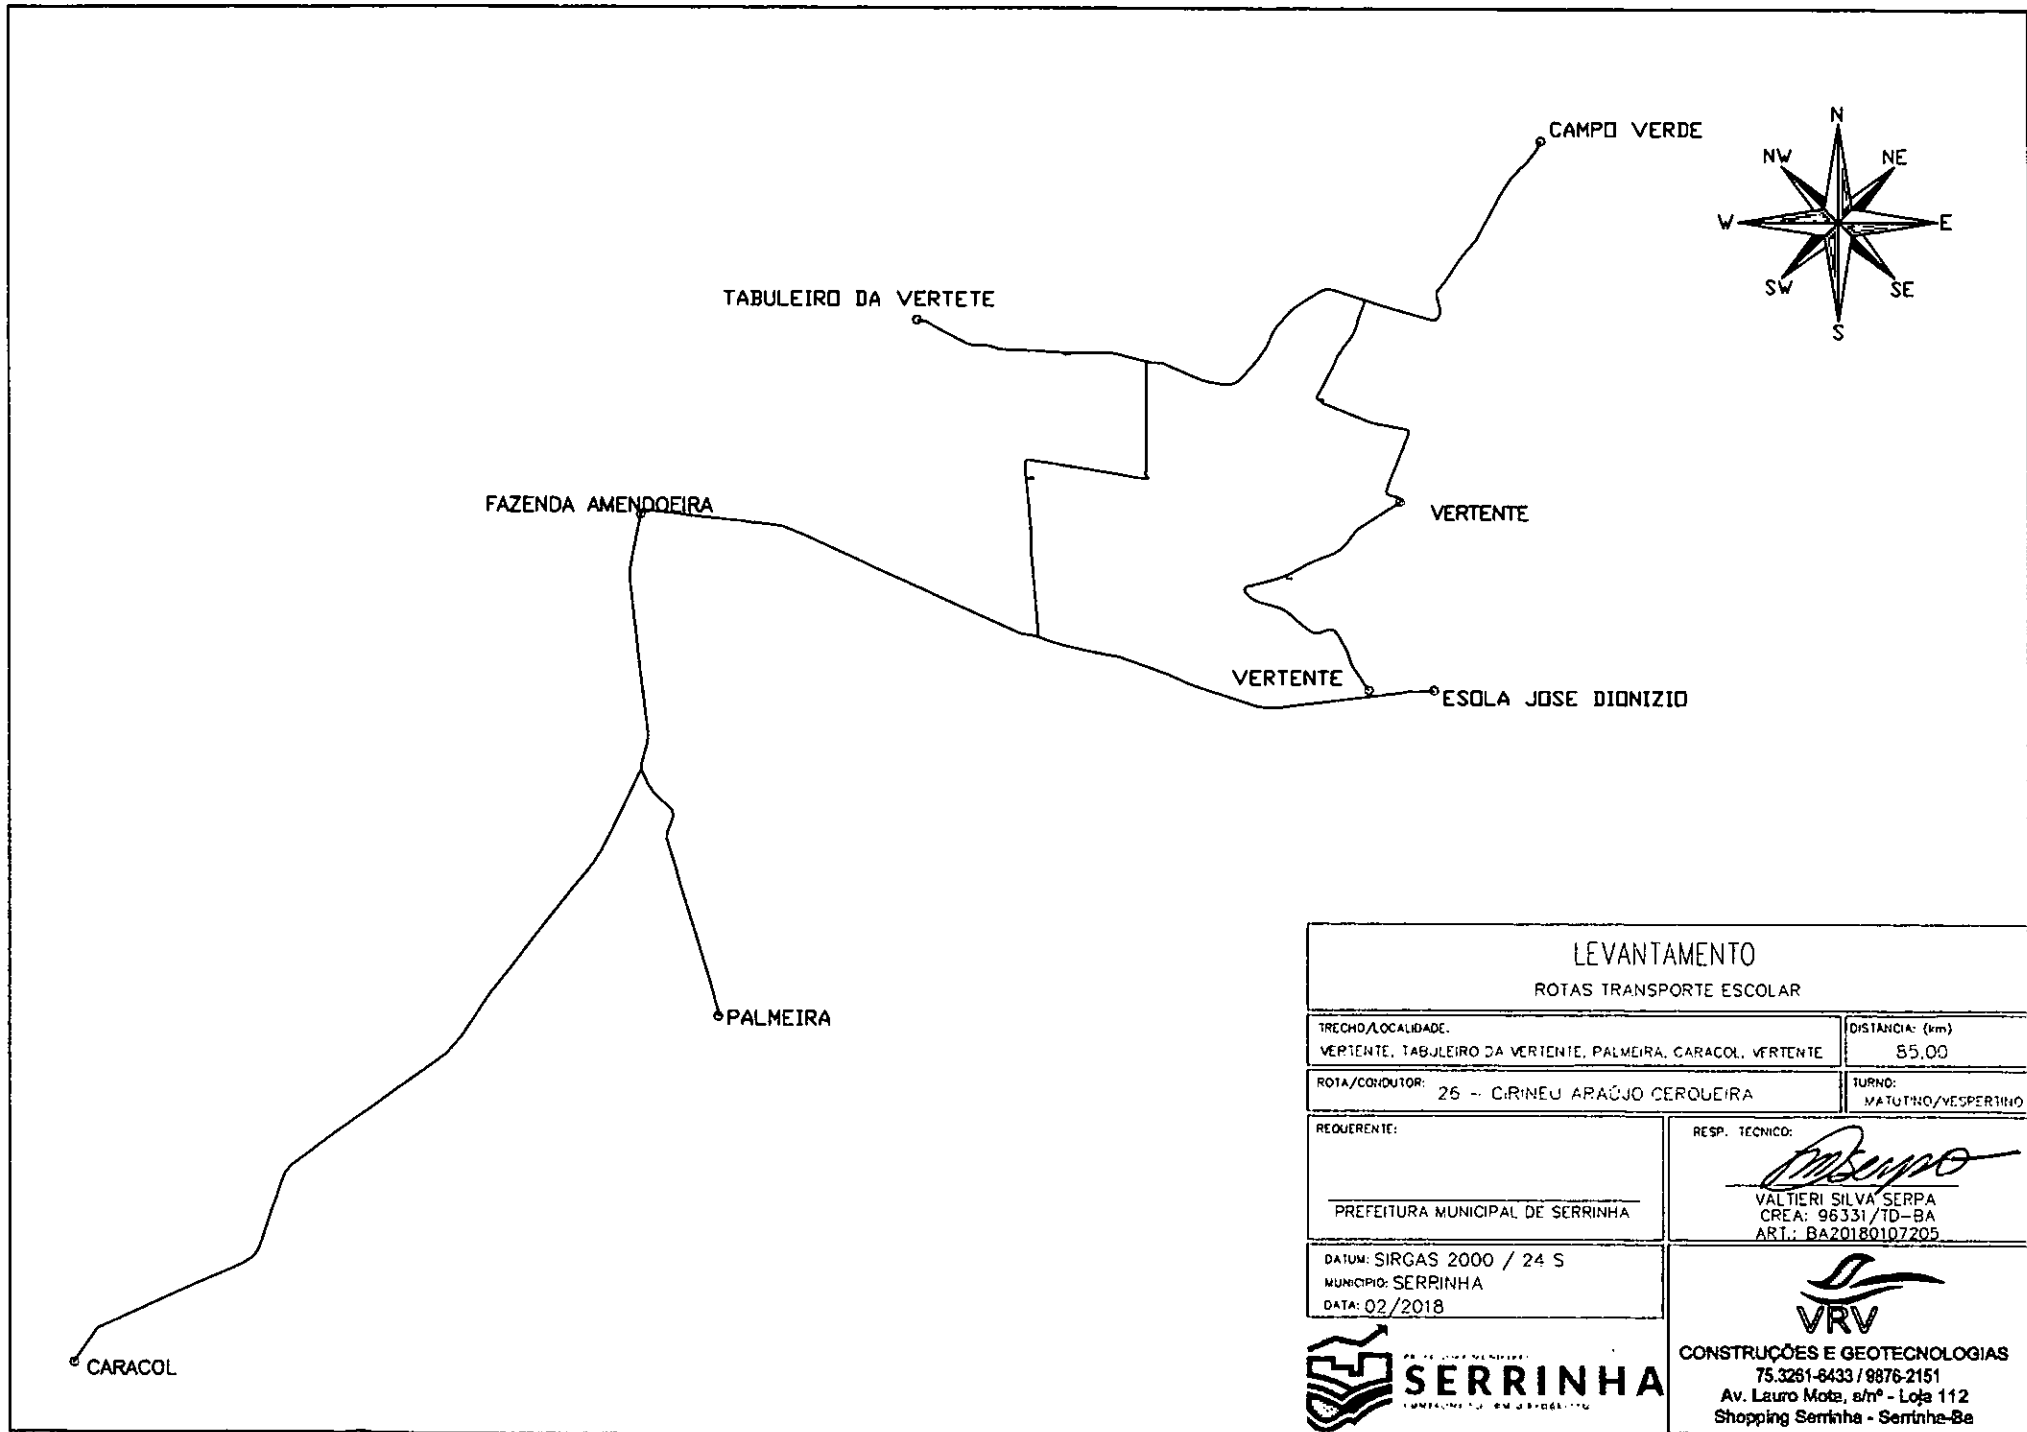 CAMPO VERDE
N
NW
NE
W
E
SW
SE
S
TABULEIRO DA VERTETE
FAZENDA AMENDOEIRA
VERTENTE
VERTENTE
ESOLA JOSE DIONIZIO
PALMEIRA
CARACOL
LEVANTAMENTO
ROTAS TRANSPORTE ESCOLAR
TRECHO/LOCALIDADE:
VERTENTE, TABULEIRO DA VERTENTE, PALMEIRA, CARACOL, VERTENTE
DISTÂNCIA: (km)
85,00
ROTA/CONDUTOR: 26 - CIRINEU ARAÚJO CERQUEIRA
TURNO:
MATUTINO/VESPERTINO
REQUERENTE:
PREFEITURA MUNICIPAL DE SERRINHA
RESP. TECNICO:
VALTIERI SILVA SERPA
CREA: 96331/TD-BA
ART.: BA20180107205
DATUM: SIRGAS 2000 / 24 S
MUNICIPIO: SERRINHA
DATA: 02/2018
SERRINHA
VRV
CONSTRUÇÕES E GEOTECNOLOGIAS
75.3261-6433 / 9876-2151
Av. Lauro Mota, s/nº - Loja 112
Shopping Serrinha - Serrinha-Ba